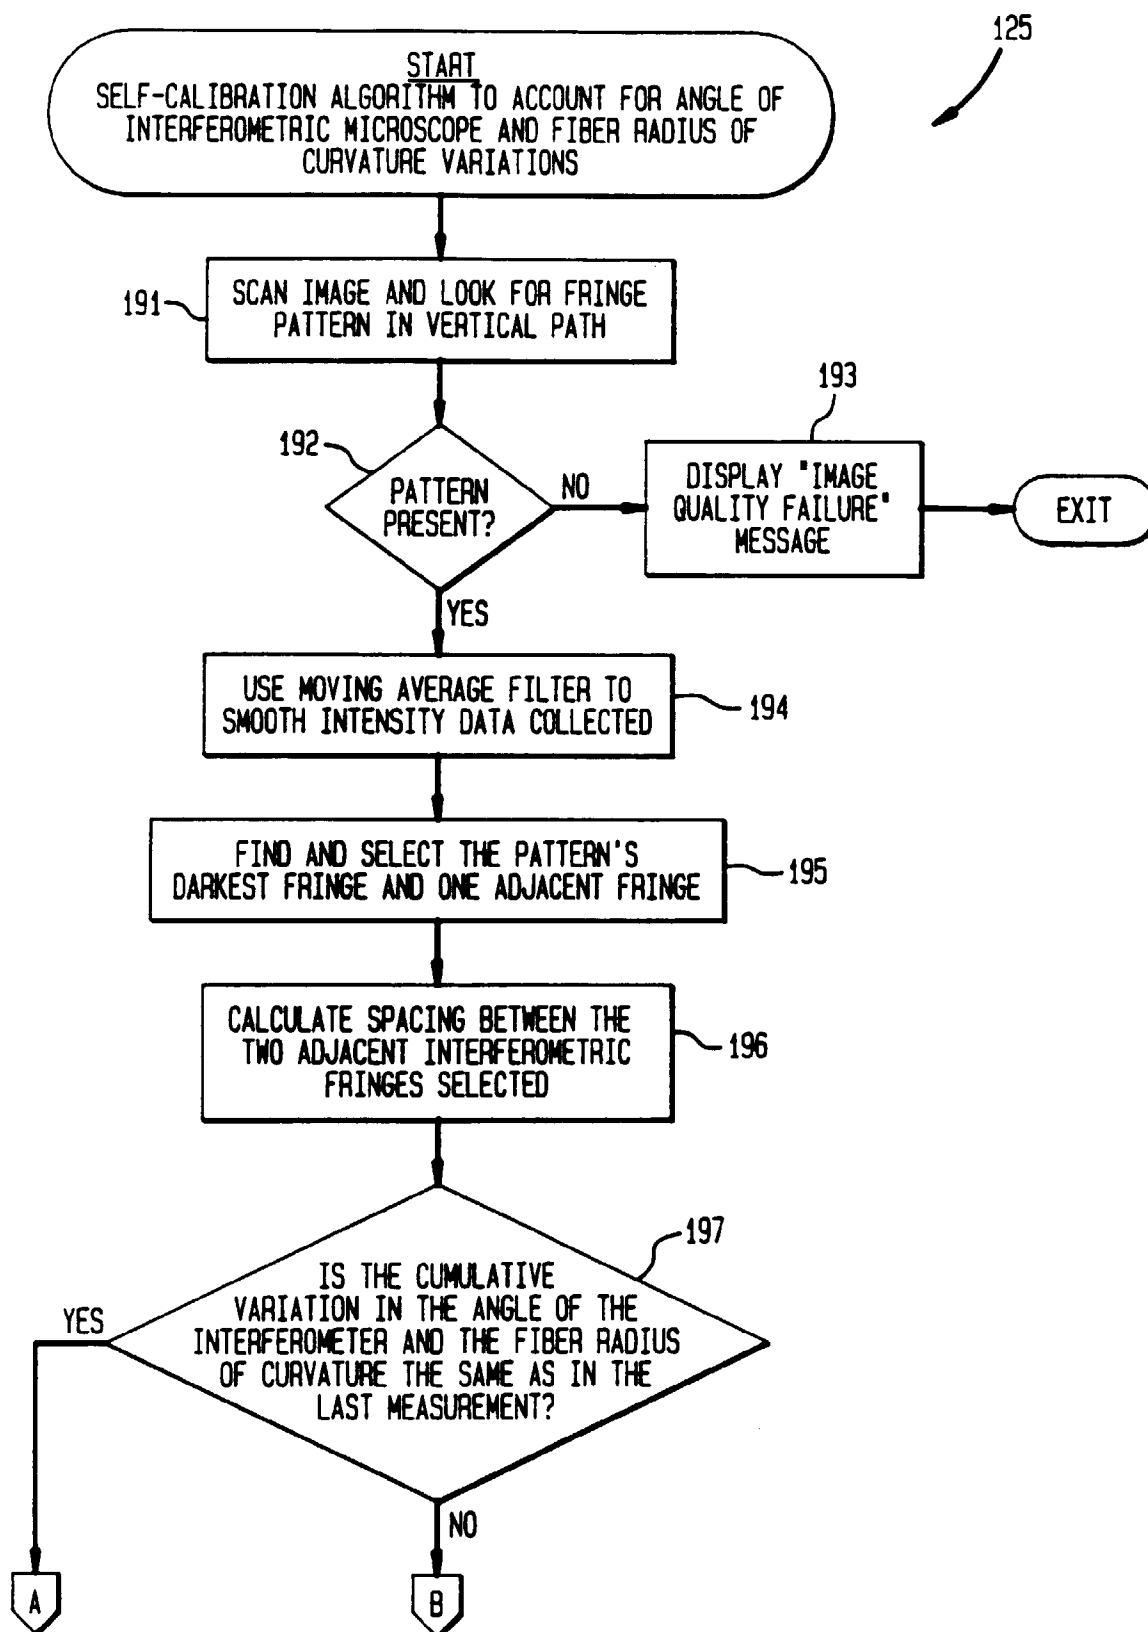 125
START
SELF-CALIBRATION ALGORITHM TO ACCOUNT FOR ANGLE OF
INTERFEROMETRIC MICROSCOPE AND FIBER RADIUS OF
CURVATURE VARIATIONS
191
SCAN IMAGE AND LOOK FOR FRINGE
PATTERN IN VERTICAL PATH
192
PATTERN
PRESENT?
NO
193
DISPLAY "IMAGE
QUALITY FAILURE"
MESSAGE
EXIT
YES
USE MOVING AVERAGE FILTER TO
SMOOTH INTENSITY DATA COLLECTED
194
FIND AND SELECT THE PATTERN'S
DARKEST FRINGE AND ONE ADJACENT FRINGE
195
CALCULATE SPACING BETWEEN THE
TWO ADJACENT INTERFEROMETRIC
FRINGES SELECTED
196
197
IS THE CUMULATIVE
VARIATION IN THE ANGLE OF THE
INTERFEROMETER AND THE FIBER RADIUS
OF CURVATURE THE SAME AS IN THE
LAST MEASUREMENT?
YES
NO
A
B